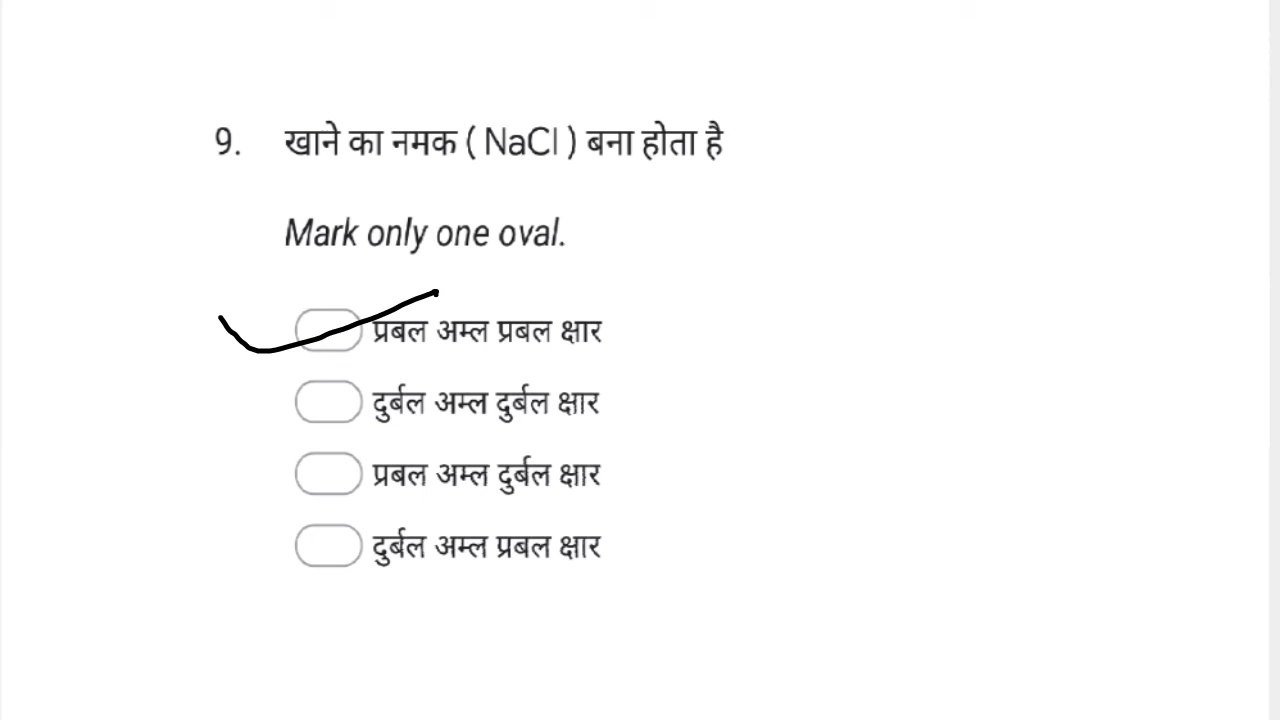 9. खाने का नमक ( NaCl ) बना होता है
Mark only one oval.
प्रबल अम्ल प्रबल क्षार
दुर्बल अम्ल दुर्बल क्षार
प्रबल अम्ल दुर्बल क्षार
दुर्बल अम्ल प्रबल क्षार